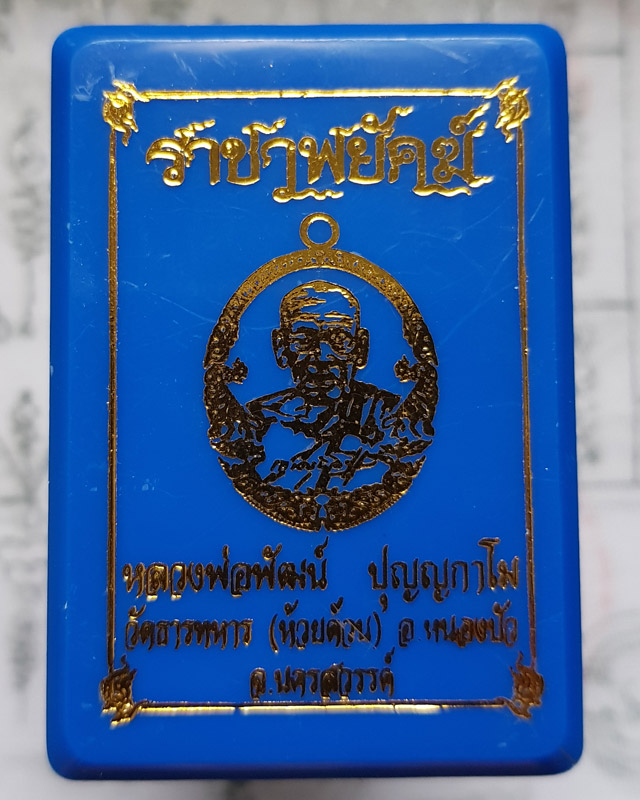 ราชาพยัคฆ์
หลวงพ่อพัฒน์ ปุญญกาโม
วัดธารทหาร (ห้วยด้วน) อ.หนองบัว
จ.นครสวรรค์